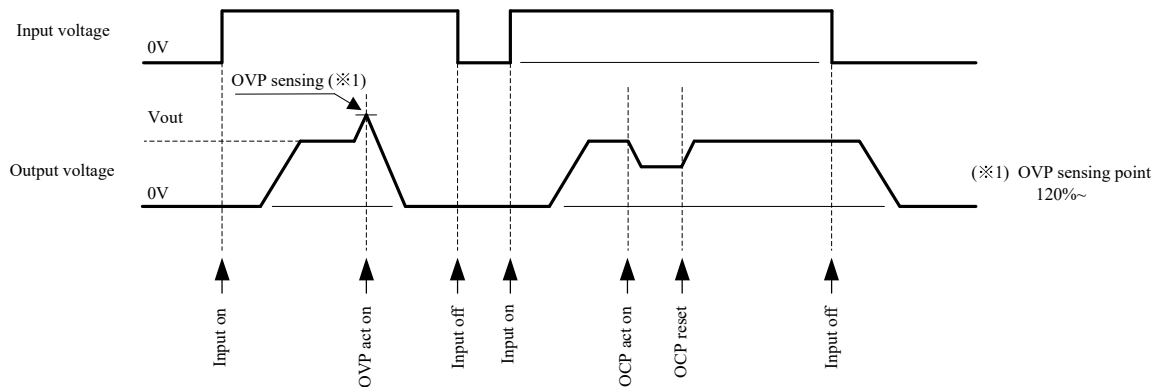 Input voltage
0V
OVP sensing (※1)
Vout
Output voltage
0V
(※1) OVP sensing point
120%~
Input on
OVP act on
Input off
Input on
OCP act on
OCP reset
Input off